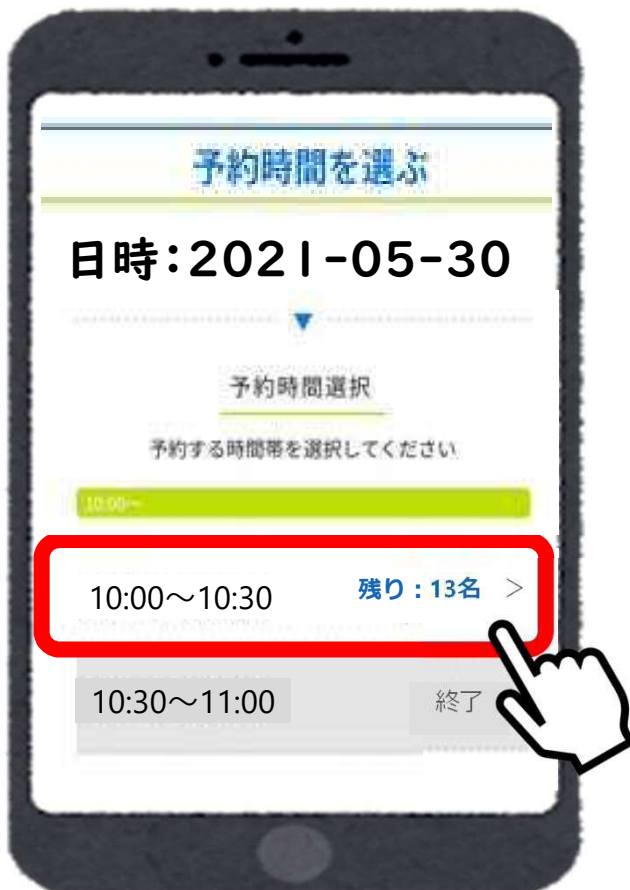 予約時間を選ぶ
日時：2021-05-30
予約時間選択
予約する時間帯を選択してください
10:00～
10:00～10:30 残り：13名 >
10:30～11:00 終了